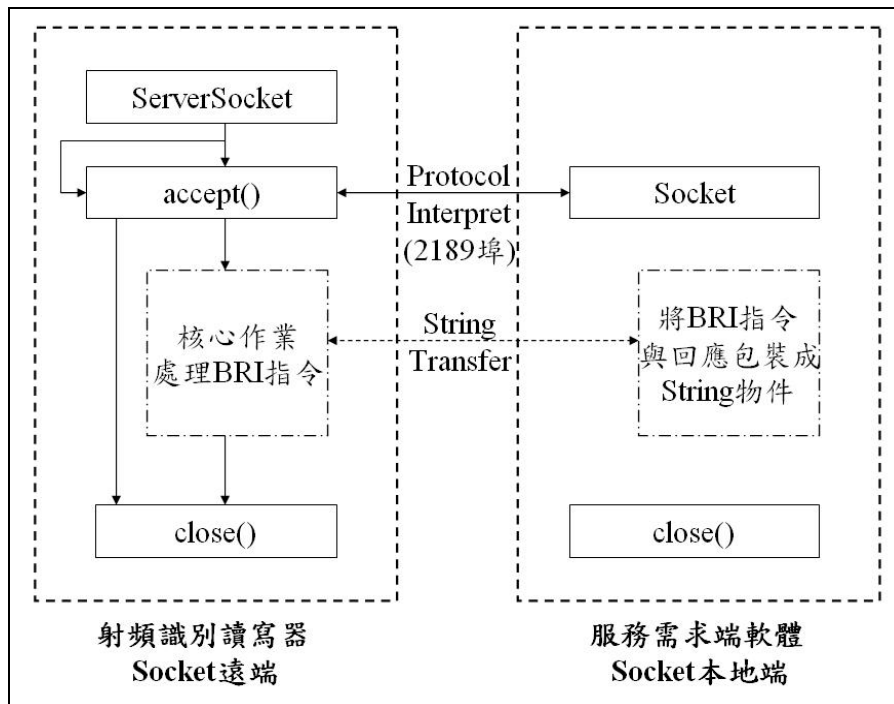 ServerSocket
accept()
核心作業
處理BRI指令
close()
Protocol
Interpret
(2189埠)
String
Transfer
Socket
將BRI指令
與回應包裝成
String物件
close()
射頻識別讀寫器
Socket遠端
服務需求端軟體
Socket本地端